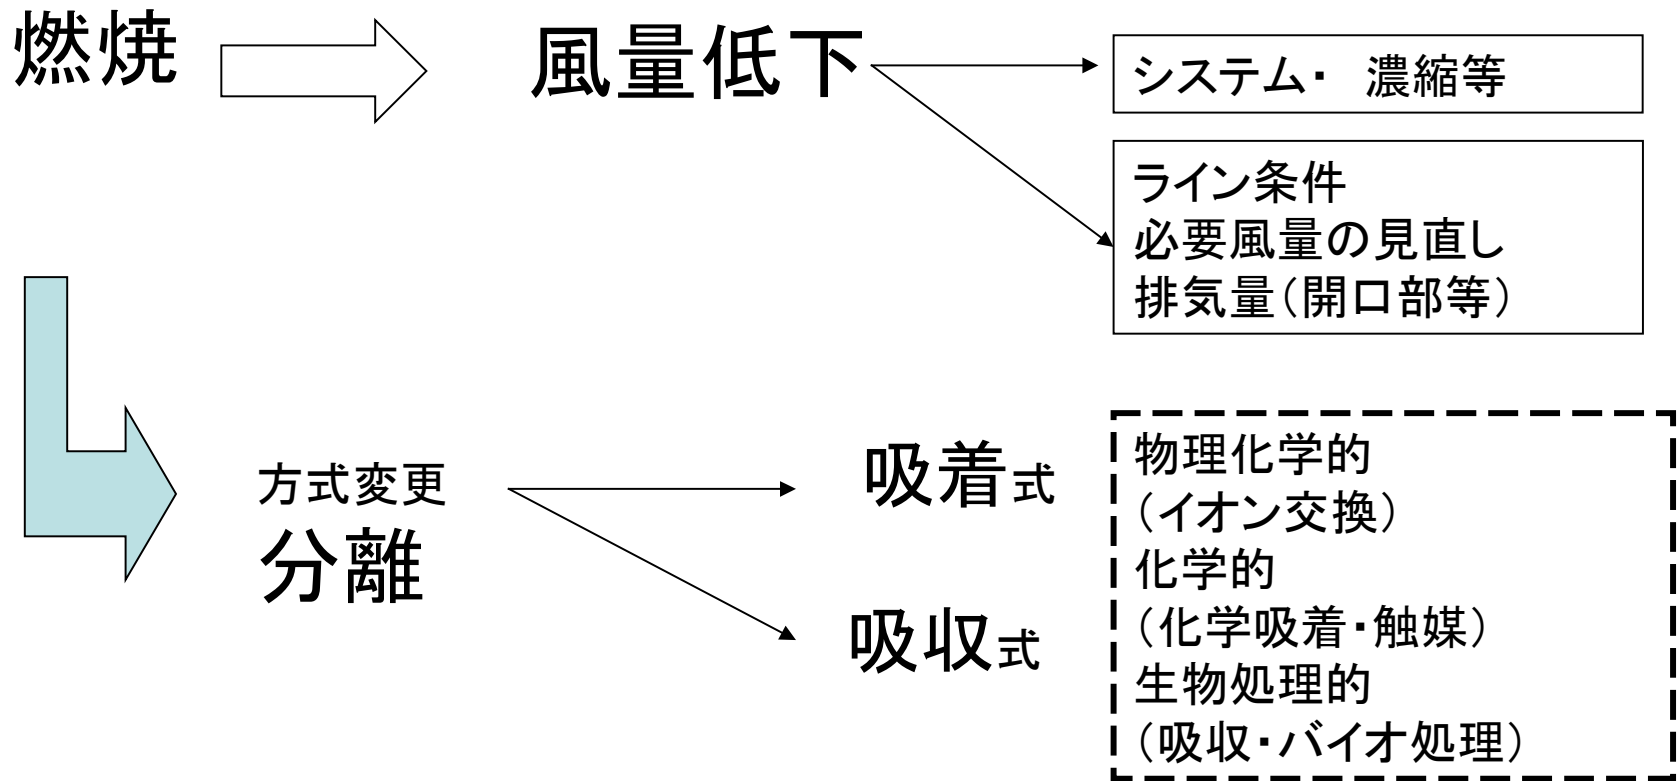 燃焼
風量低下
システム・　濃縮等
ライン条件
必要風量の見直し
排気量(開口部等)
方式変更
分離
吸着式
吸収式
物理化学的
(イオン交換)
化学的
(化学吸着・触媒)
生物処理的
(吸収・バイオ処理)